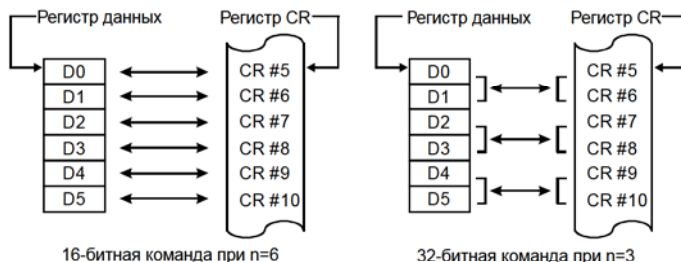 Регистр данных
Регистр CR
D0
CR #5
D1
CR #6
D2
CR #7
D3
CR #8
D4
CR #9
D5
CR #10
16-битная команда при n=6
Регистр данных
Регистр CR
D0
CR #5
D1
CR #6
D2
CR #7
D3
CR #8
D4
CR #9
D5
CR #10
32-битная команда при n=3